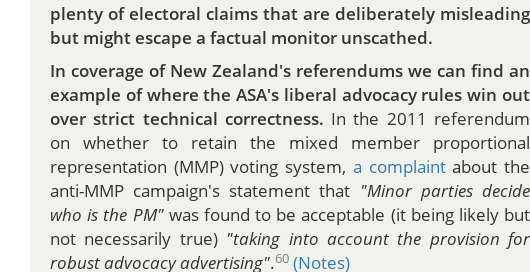 plenty of electoral claims that are deliberately misleading
but might escape a factual monitor unscathed.
In coverage of New Zealand's referendums we can find an
example of where the ASA's liberal advocacy rules win out
over strict technical correctness. In the 2011 referendum
on whether to retain the mixed member proportional
representation (MMP) voting system, a complaint about the
anti-MMP campaign's statement that "Minor parties decide
who is the PM" was found to be acceptable (it being likely but
not necessarily true) "taking into account the provision for
robust advocacy advertising".60 (Notes)